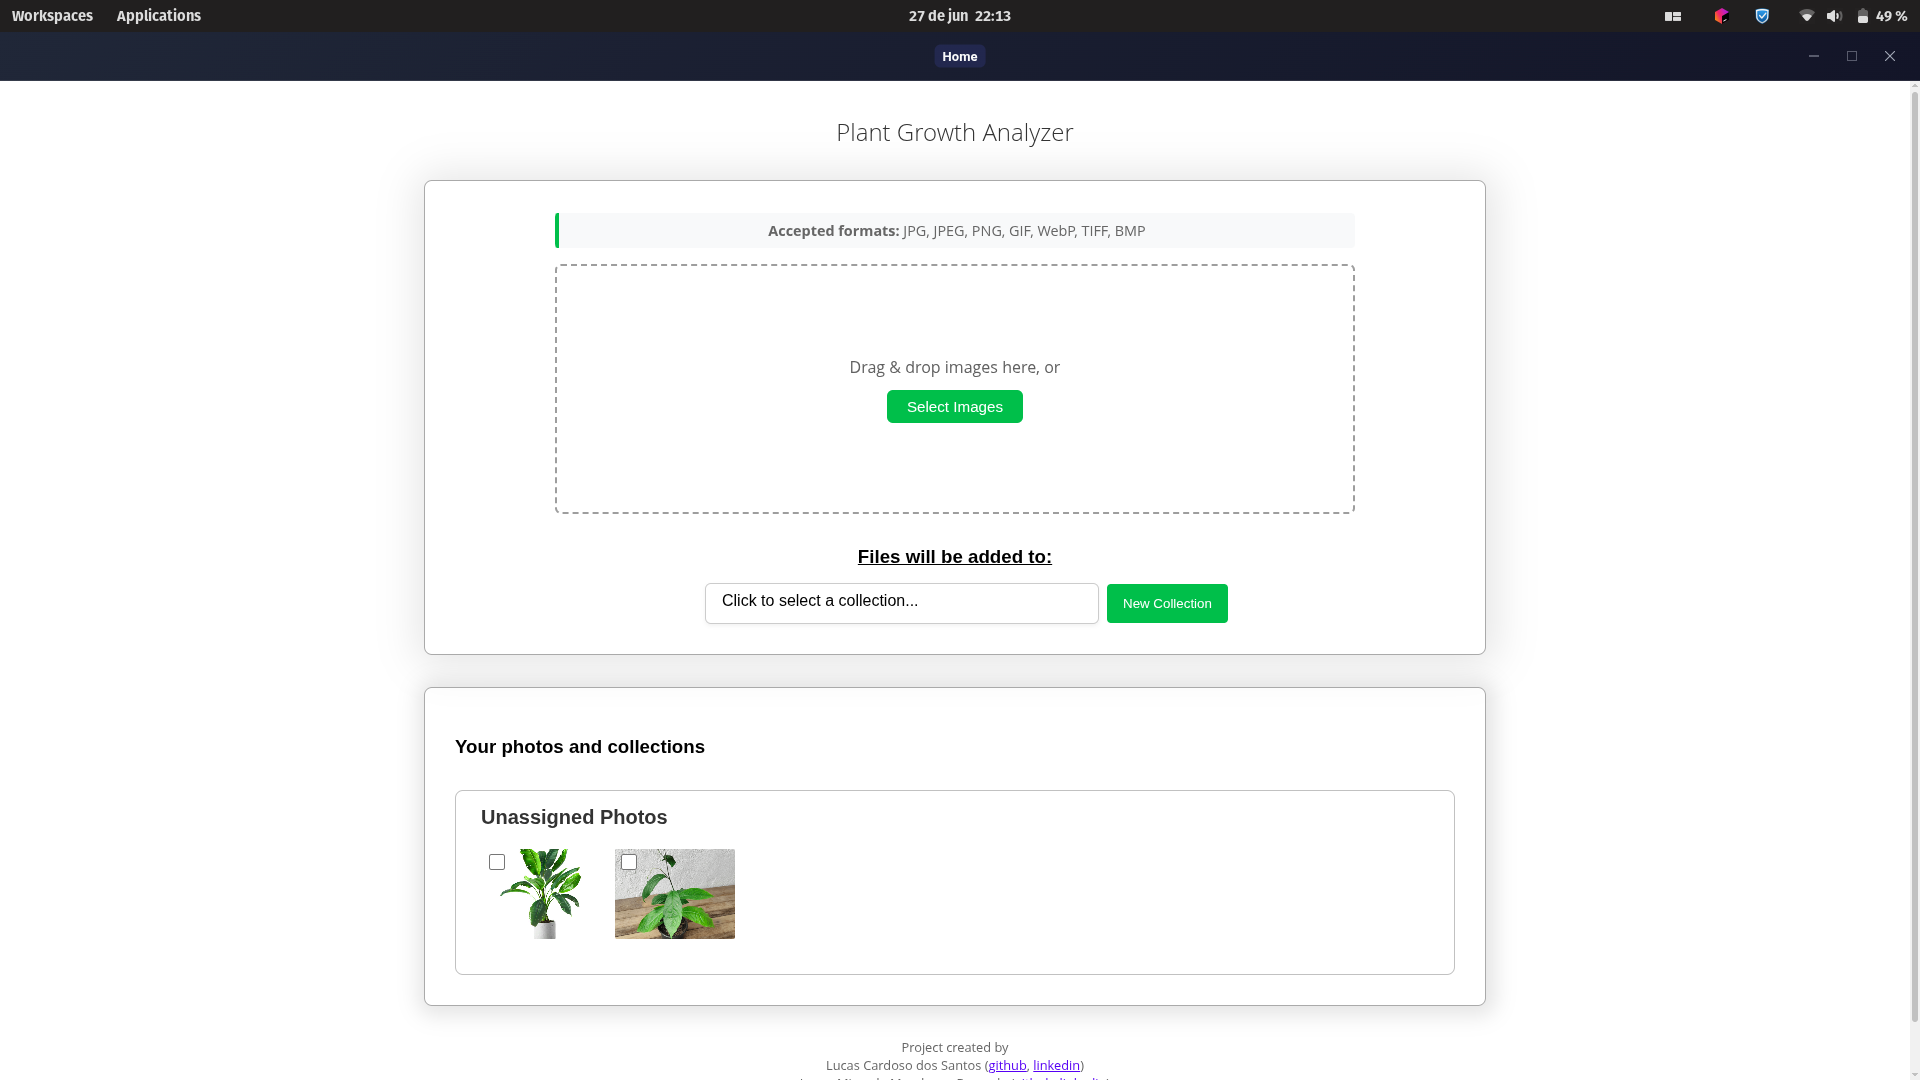 Workspaces Applications 27 de jun 22:13 49 %
Home
Plant Growth Analyzer
Accepted formats: JPG, JPEG, PNG, GIF, WebP, TIFF, BMP
Drag & drop images here, or
Select Images
Files will be added to:
Click to select a collection... New Collection
Your photos and collections
Unassigned Photos
Project created by
Lucas Cardoso dos Santos (github, linkedin)